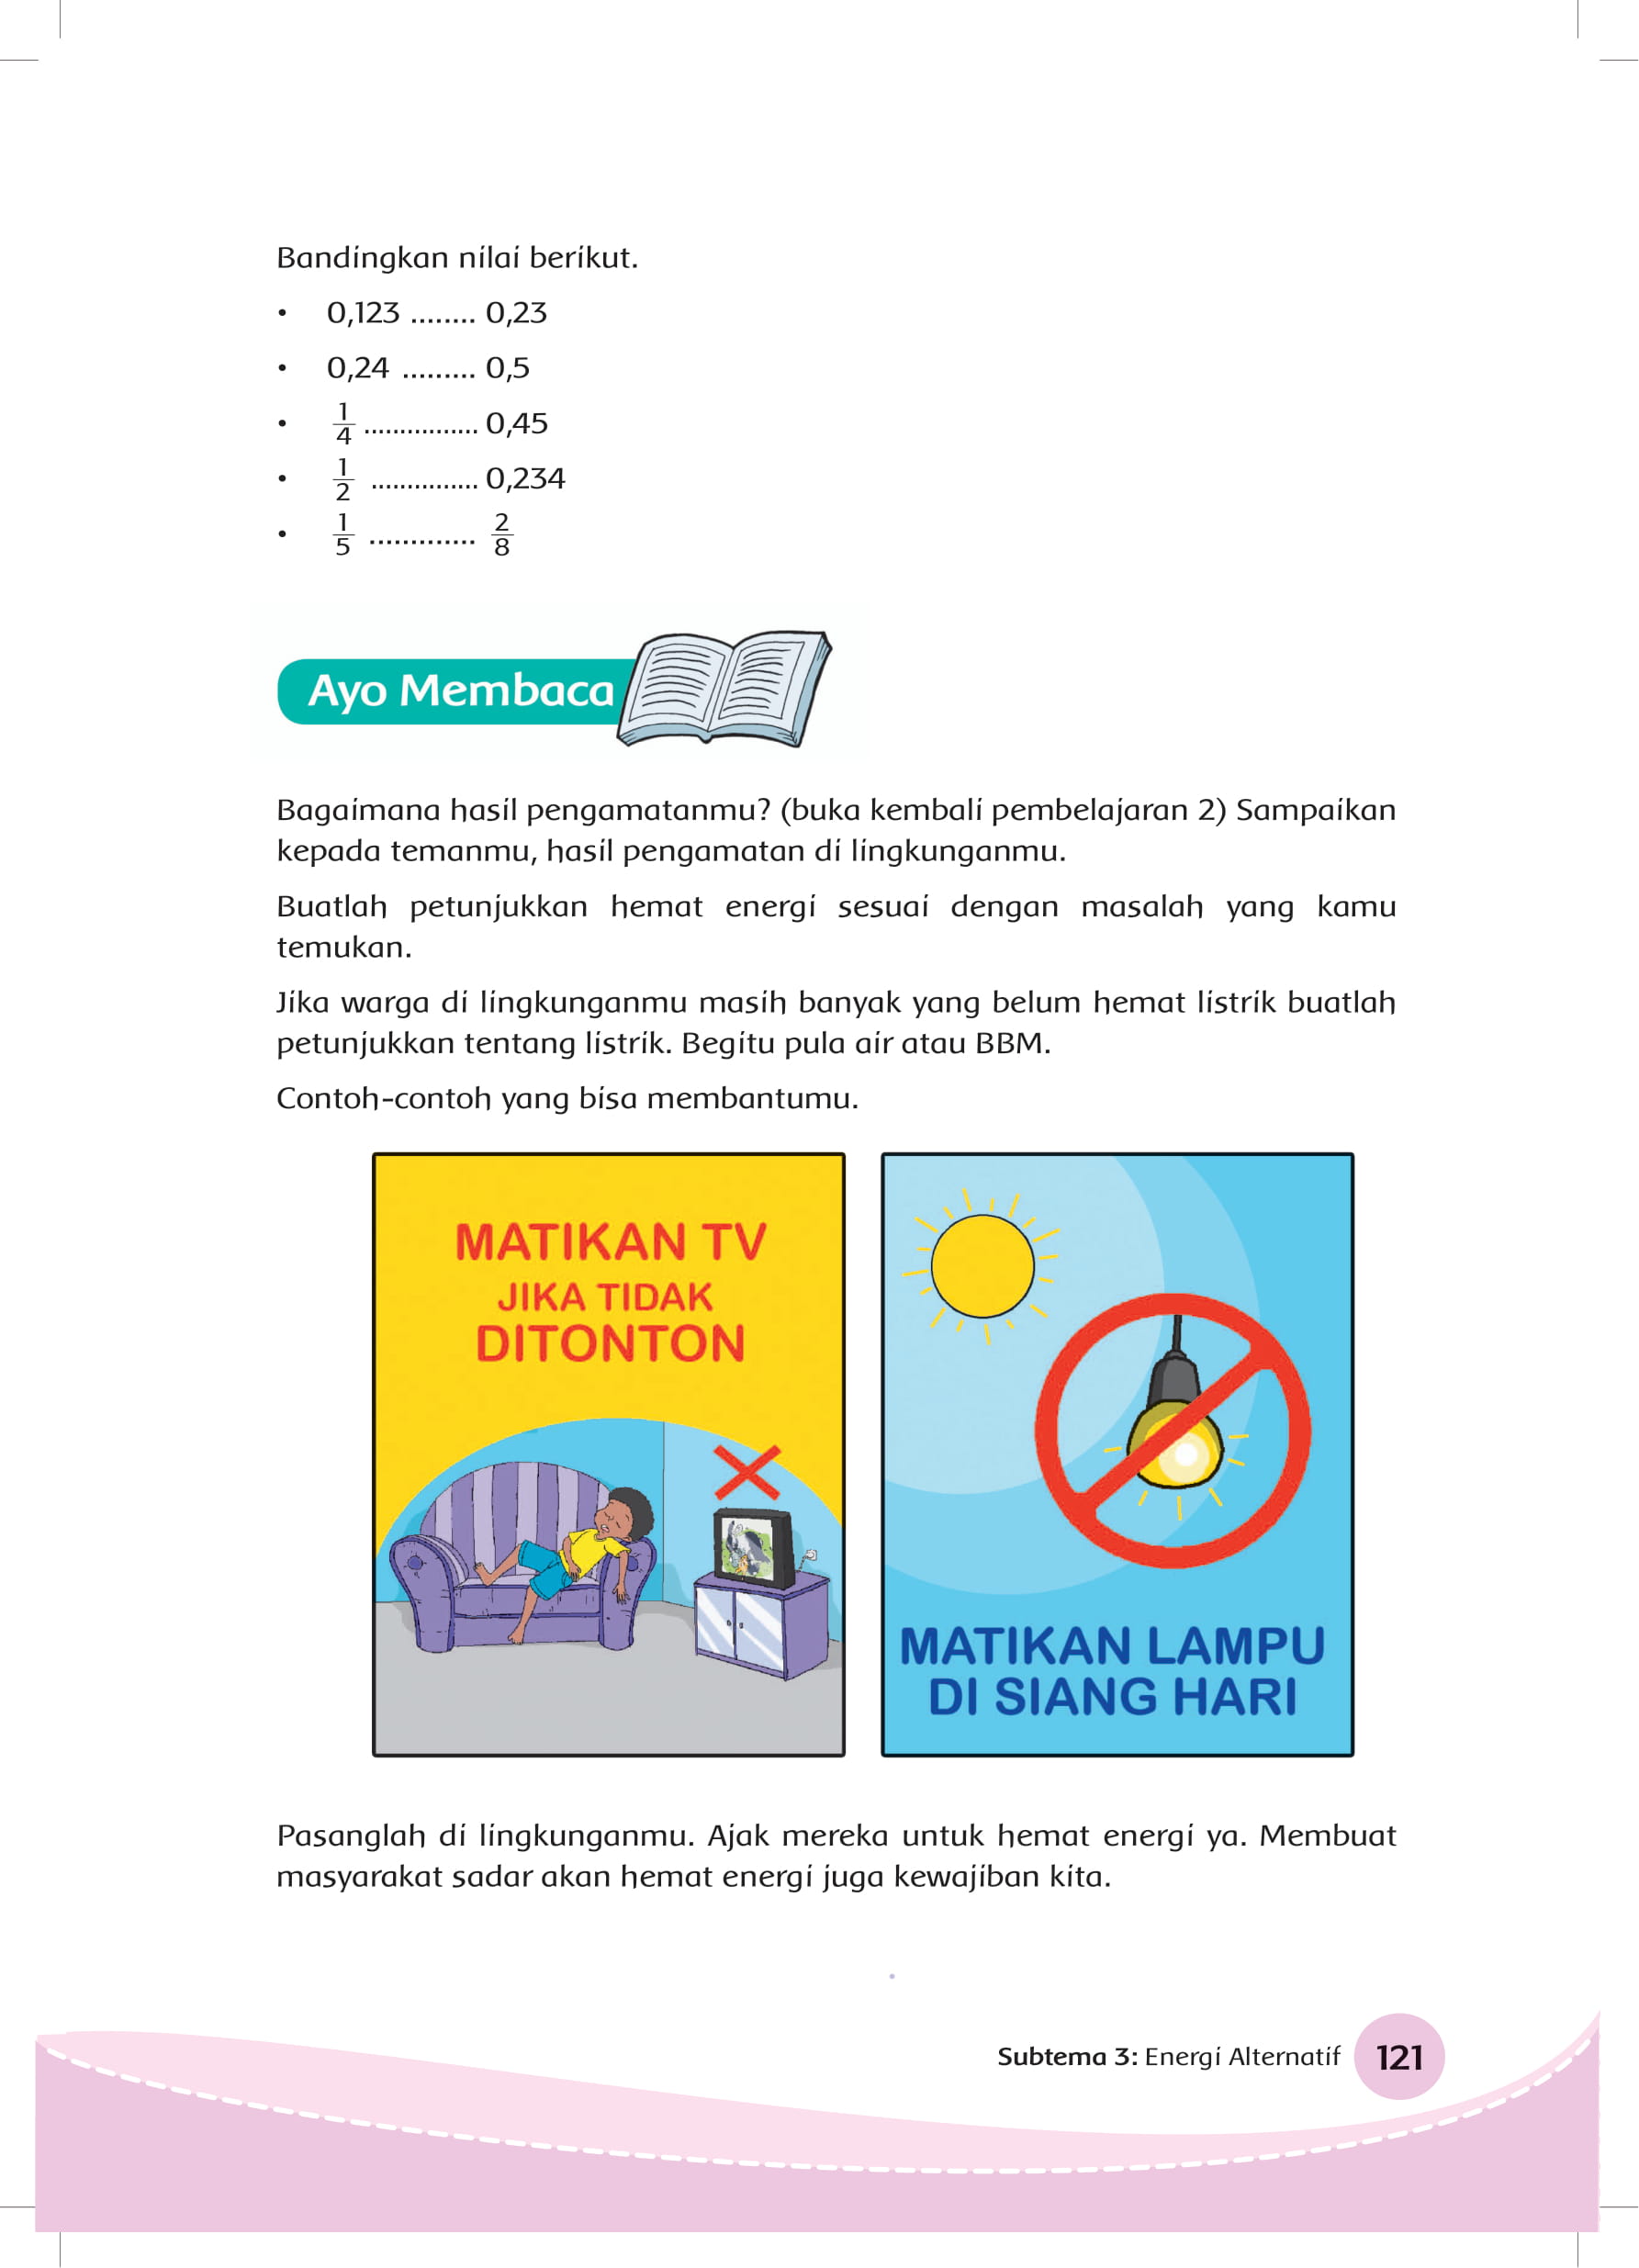 Bandingkan nilai berikut.
• 0,123 ........ 0,23
• 0,24 ......... 0,5
• 1/4 ................ 0,45
• 1/2 ............... 0,234
• 1/5 ............. 2/8
Ayo Membaca
Bagaimana hasil pengamatanmu? (buka kembali pembelajaran 2) Sampaikan
kepada temanmu, hasil pengamatan di lingkunganmu.
Buatlah petunjukkan hemat energi sesuai dengan masalah yang kamu
temukan.
Jika warga di lingkunganmu masih banyak yang belum hemat listrik buatlah
petunjukkan tentang listrik. Begitu pula air atau BBM.
Contoh-contoh yang bisa membantumu.
MATIKAN TV
JIKA TIDAK
DITONTON
MATIKAN LAMPU
DI SIANG HARI
Pasanglah di lingkunganmu. Ajak mereka untuk hemat energi ya. Membuat
masyarakat sadar akan hemat energi juga kewajiban kita.
Subtema 3: Energi Alternatif 121